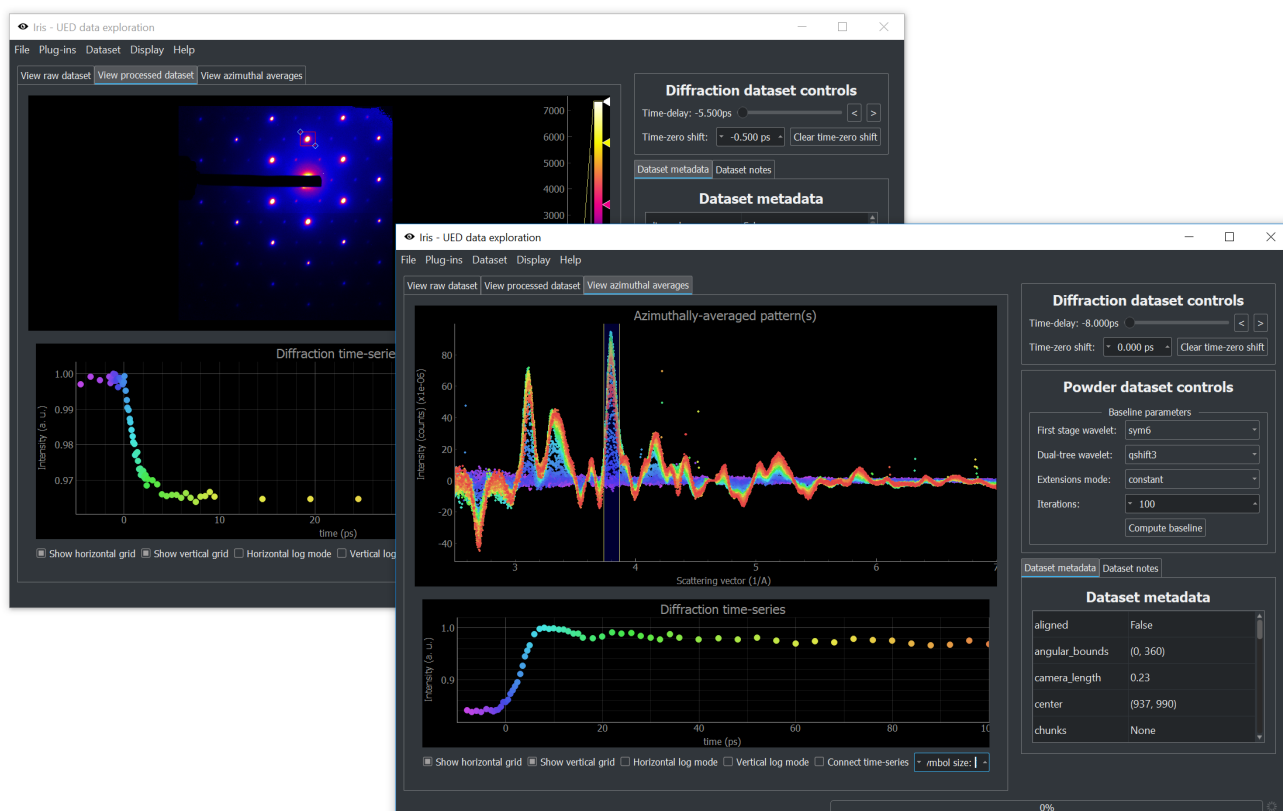 Iris - UED data exploration
File Plug-ins Dataset Display Help
View raw dataset View processed dataset View azimuthal averages
7000
6000
5000
4000
3000
Diffraction dataset controls
Time-delay: -5.500ps < >
Time-zero shift: -0.500 ps Clear time-zero shift
Dataset metadata Dataset notes
Dataset metadata
Diffraction time-series
Intensity (a. u.)
1.00
0.99
0.98
0.97
0 10 20
time (ps)
Show horizontal grid Show vertical grid Horizontal log mode Vertical log
Iris - UED data exploration
File Plug-ins Dataset Display Help
View raw dataset View processed dataset View azimuthal averages
Azimuthally-averaged pattern(s)
Intensity (counts) (x1e-06)
80
60
40
20
0
-20
-40
3 4 5 6 7
Scattering vector (1/A)
Diffraction time-series
Intensity (a. u.)
1.0
0.9
0 20 40 60 80 10
time (ps)
Show horizontal grid Show vertical grid Horizontal log mode Vertical log mode Connect time-series mbol size:
Diffraction dataset controls
Time-delay: -8.000ps < >
Time-zero shift: 0.000 ps Clear time-zero shift
Powder dataset controls
Baseline parameters
First stage wavelet: sym6
Dual-tree wavelet: qshift3
Extensions mode: constant
Iterations: 100
Compute baseline
Dataset metadata Dataset notes
Dataset metadata
aligned False
angular_bounds (0, 360)
camera_length 0.23
center (937, 990)
chunks None
0%